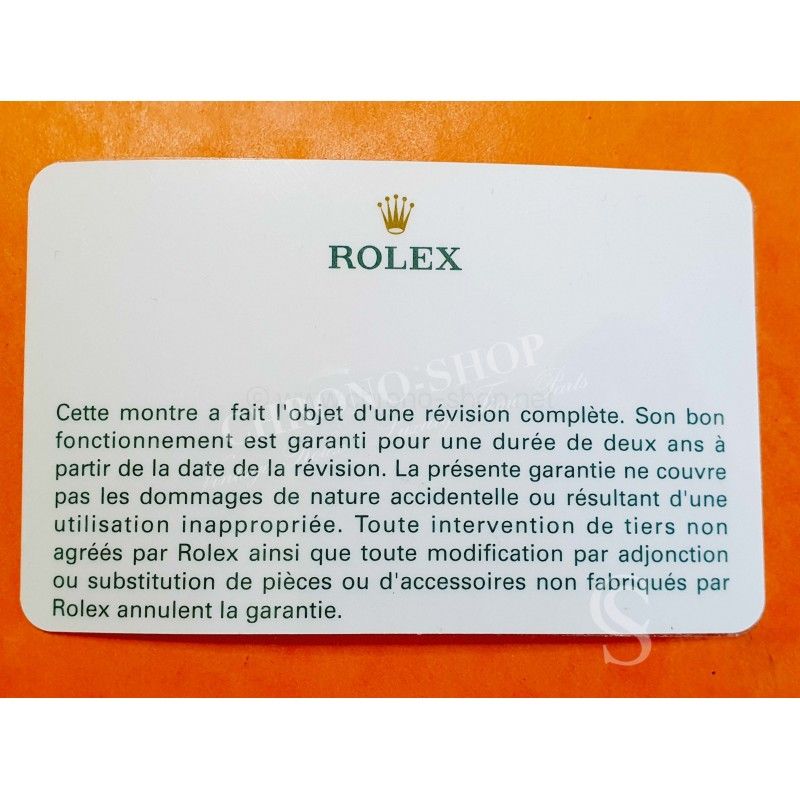 ROLEX
CHRONO-SHOP
Cette montre a fait l'objet d'une révision complète. Son bon
fonctionnement est garanti pour une durée de deux ans à
partir de la date de la révision. La présente garantie ne couvre
pas les dommages de nature accidentelle ou résultant d'une
utilisation inappropriée. Toute intervention de tiers non
agréés par Rolex ainsi que toute modification par adjonction
ou substitution de pièces ou d'accessoires non fabriqués par
Rolex annulent la garantie.